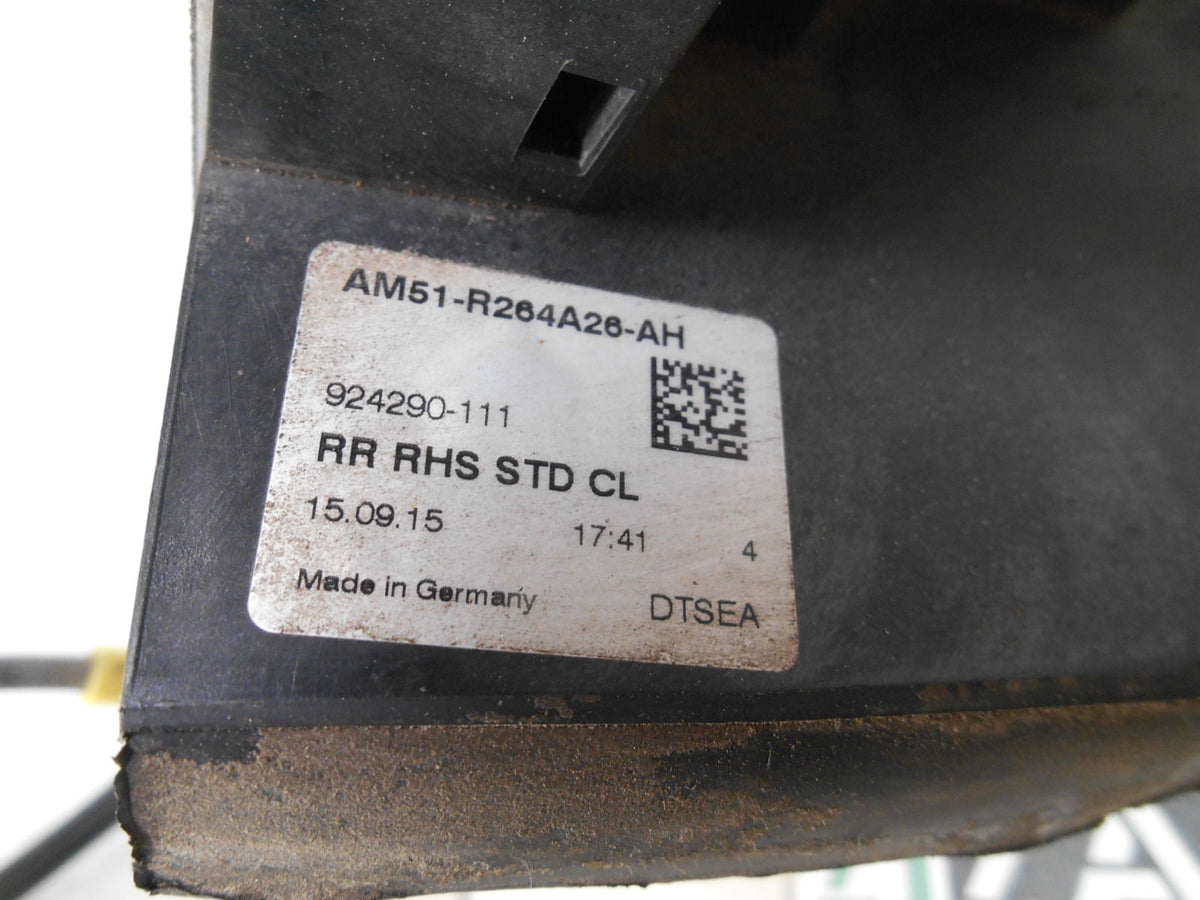 AM51-R264A26-AH
924290-111
RR RHS STD CL
15.09.15 17:41 4
Made in Germany DTSEA